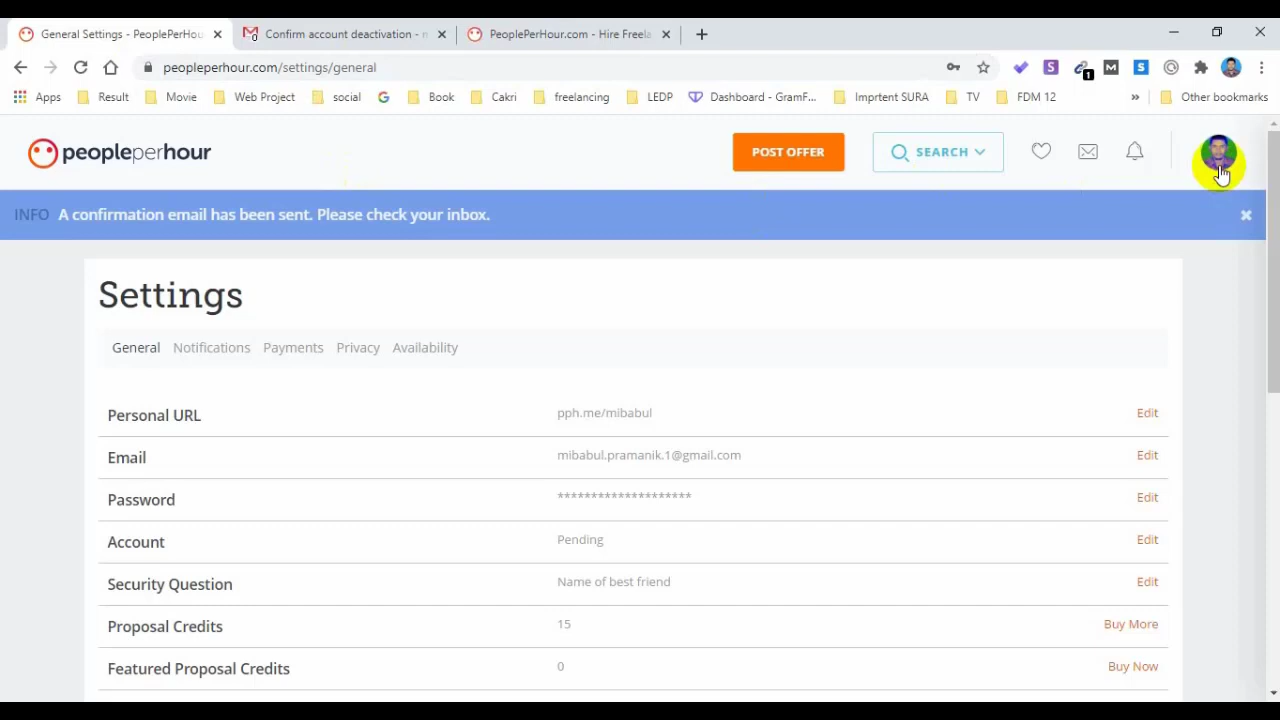 General Settings - PeoplePerHou
Confirm account deactivation -
PeoplePerHour.com - Hire Freela
peopleperhour.com/settings/general
Apps
Result
Movie
Web Project
social
Book
Cakri
freelancing
LEDP
Dashboard - GramF...
Imprtent SURA
TV
FDM 12
Other bookmarks
peopleperhour
POST OFFER
SEARCH
INFO A confirmation email has been sent. Please check your inbox.
Settings
General Notifications Payments Privacy Availability
Personal URL pph.me/mibabul Edit
Email mibabul.pramanik.1@gmail.com Edit
Password ******************** Edit
Account Pending Edit
Security Question Name of best friend Edit
Proposal Credits 15 Buy More
Featured Proposal Credits 0 Buy Now